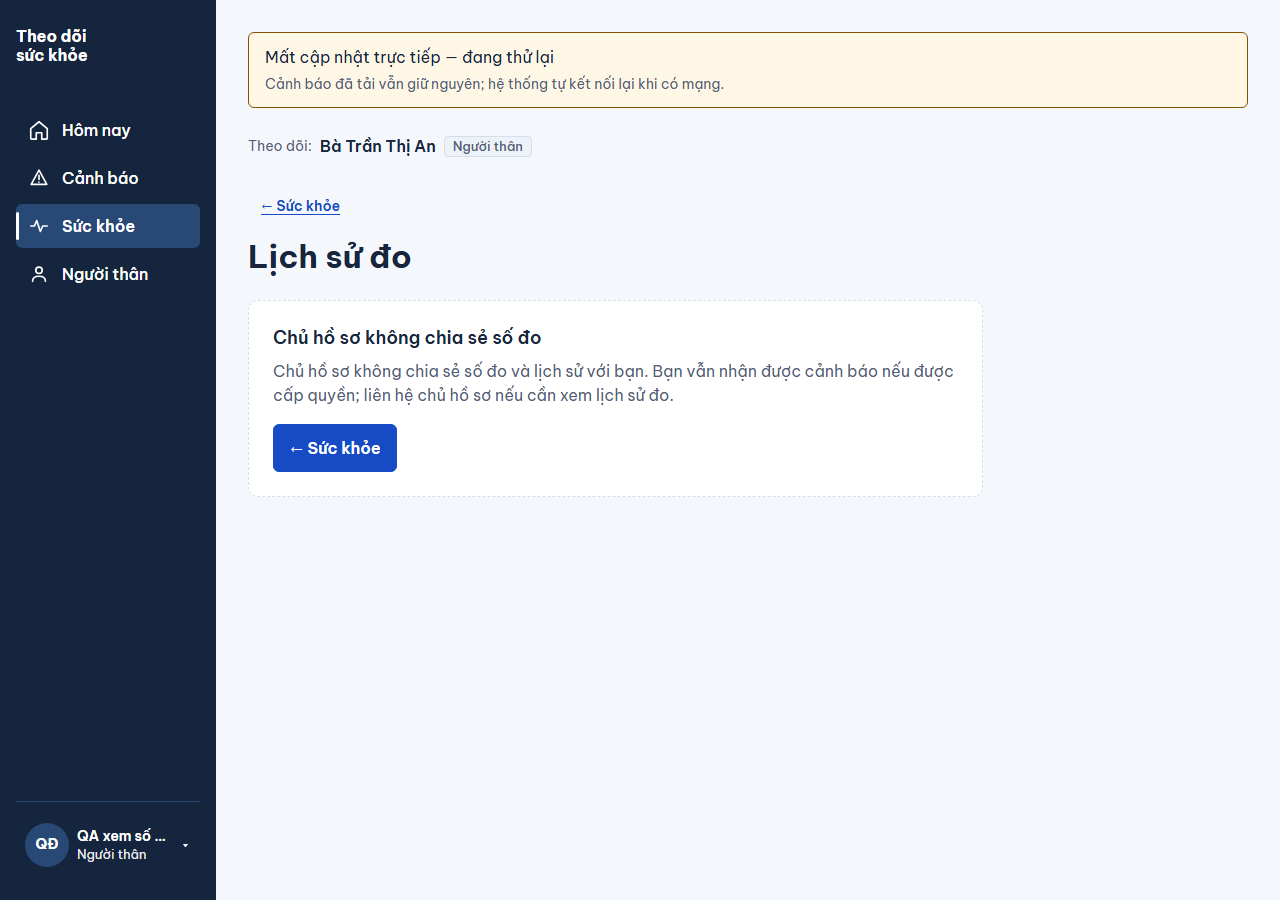 Theo dõi
sức khỏe
Hôm nay
Cảnh báo
Sức khỏe
Người thân
QĐ
QA xem số ...
Người thân
Mất cập nhật trực tiếp — đang thử lại
Cảnh báo đã tải vẫn giữ nguyên; hệ thống tự kết nối lại khi có mạng.
Theo dõi: Bà Trần Thị An Người thân
← Sức khỏe
Lịch sử đo
Chủ hồ sơ không chia sẻ số đo
Chủ hồ sơ không chia sẻ số đo và lịch sử với bạn. Bạn vẫn nhận được cảnh báo nếu được
cấp quyền; liên hệ chủ hồ sơ nếu cần xem lịch sử đo.
← Sức khỏe